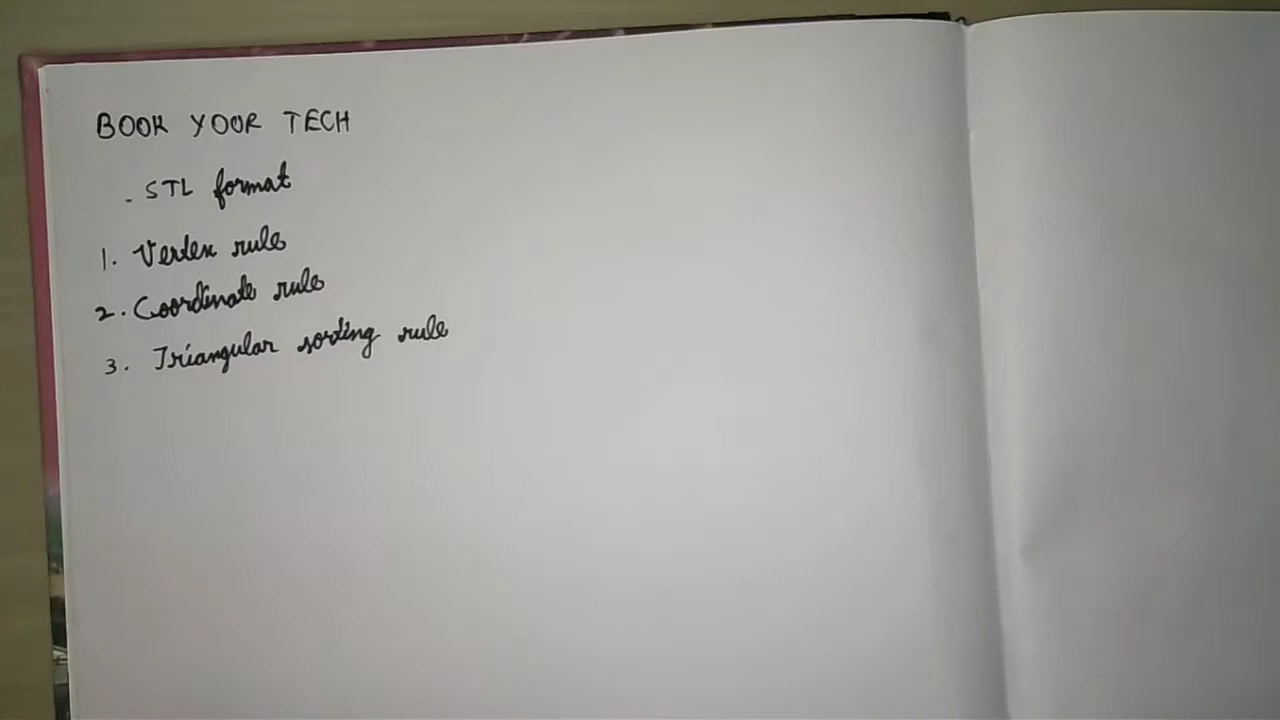 BOOK YOUR TECH
- STL format
1. Vertex rule
2. Coordinate rule
3. Triangular sorting rule